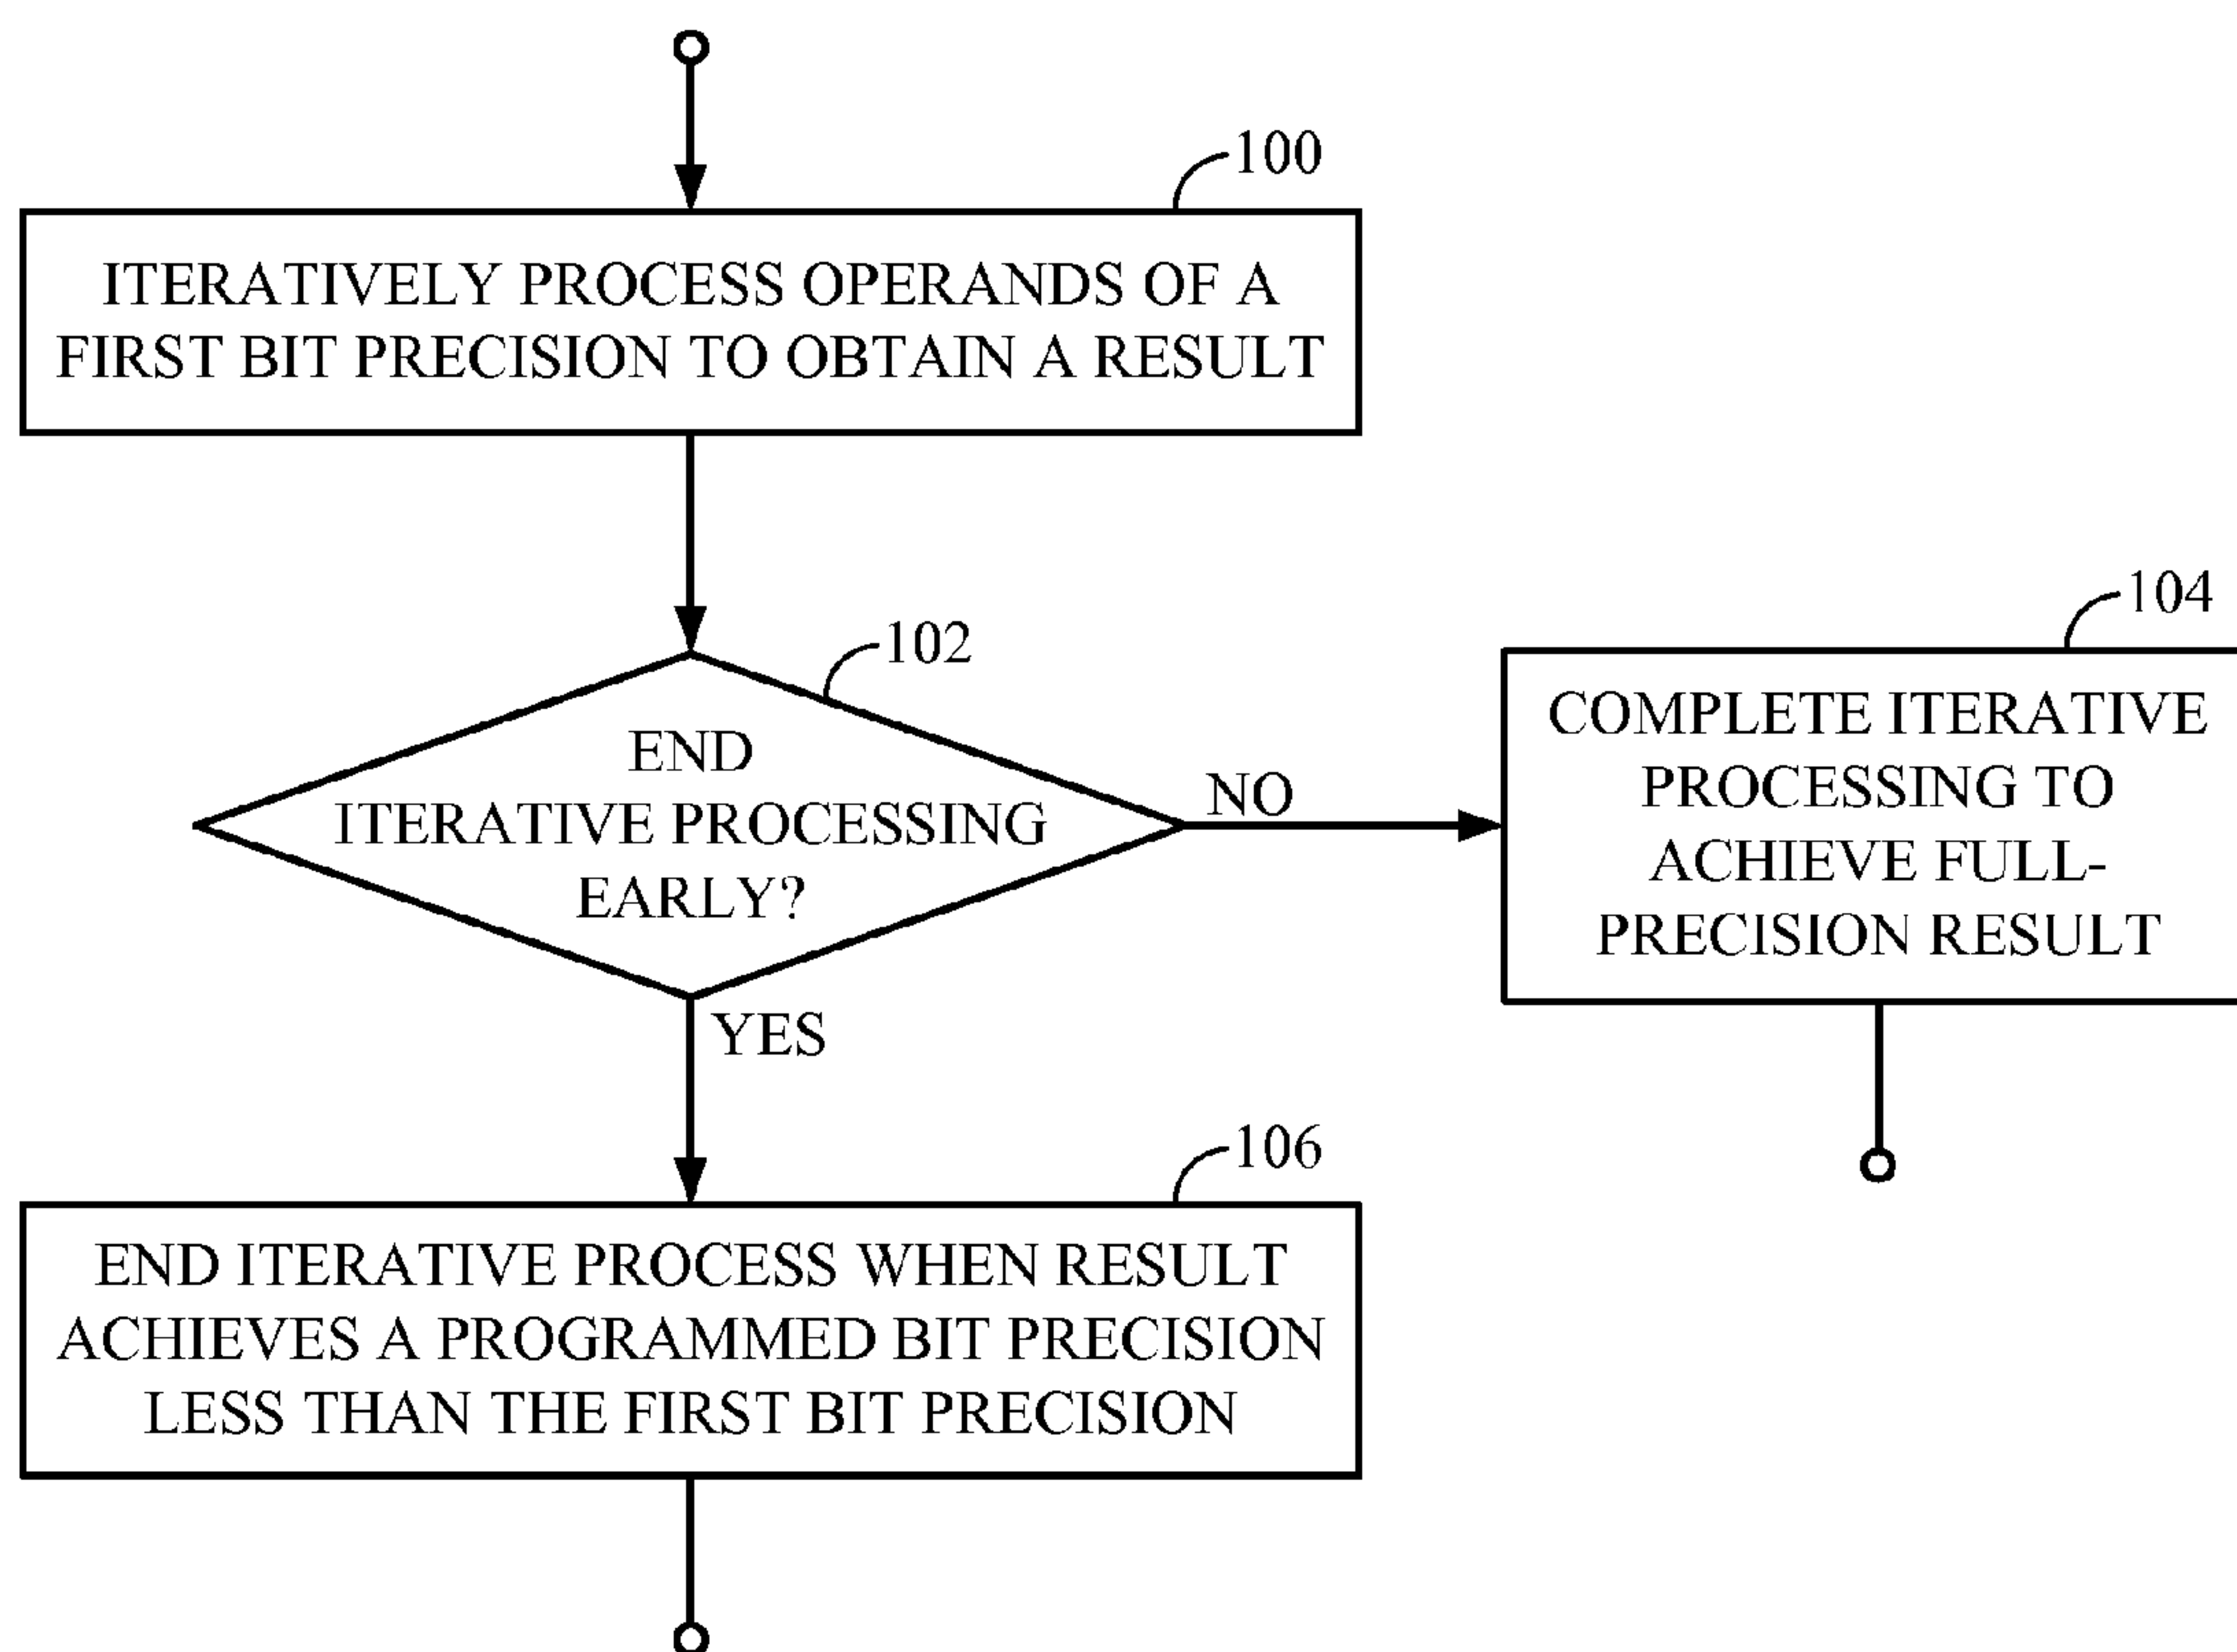 100
ITERATIVELY PROCESS OPERANDS OF A
FIRST BIT PRECISION TO OBTAIN A RESULT
102
END
ITERATIVE PROCESSING
EARLY?
NO
YES
104
COMPLETE ITERATIVE
PROCESSING TO
ACHIEVE FULL-
PRECISION RESULT
106
END ITERATIVE PROCESS WHEN RESULT
ACHIEVES A PROGRAMMED BIT PRECISION
LESS THAN THE FIRST BIT PRECISION